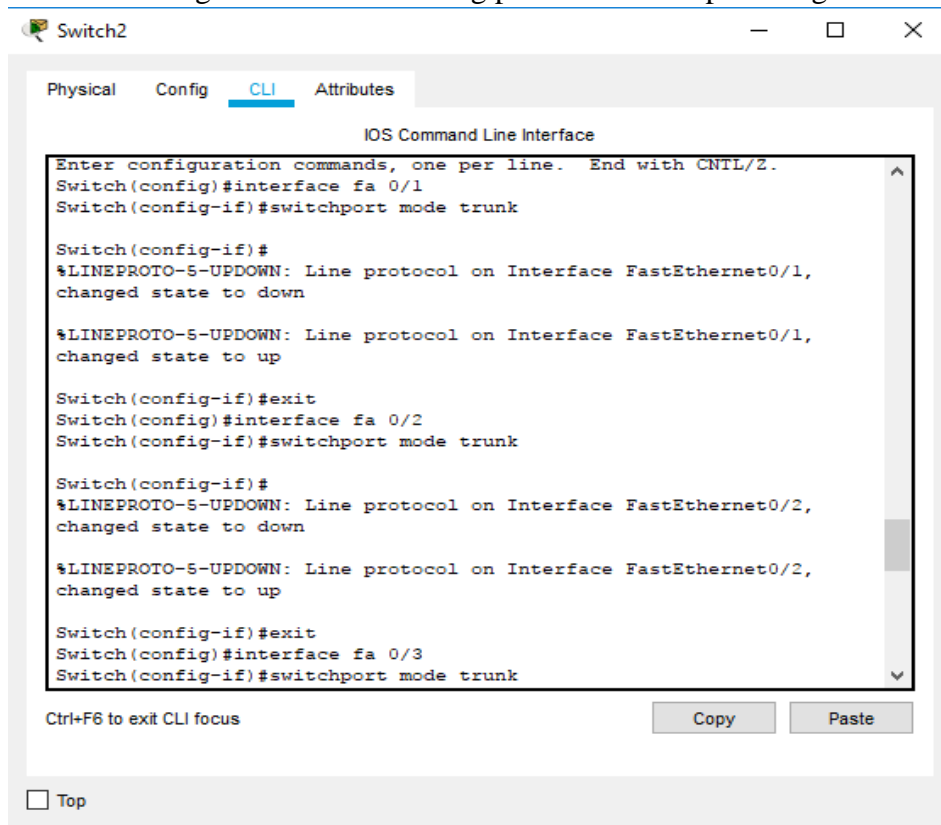 Switch2
Physical Config CLI Attributes
IOS Command Line Interface
Enter configuration commands, one per line. End with CNTL/Z.
Switch(config)#interface fa 0/1
Switch(config-if)#switchport mode trunk
Switch(config-if)#
%LINEPROTO-5-UPDOWN: Line protocol on Interface FastEthernet0/1,
changed state to down
%LINEPROTO-5-UPDOWN: Line protocol on Interface FastEthernet0/1,
changed state to up
Switch(config-if)#exit
Switch(config)#interface fa 0/2
Switch(config-if)#switchport mode trunk
Switch(config-if)#
%LINEPROTO-5-UPDOWN: Line protocol on Interface FastEthernet0/2,
changed state to down
%LINEPROTO-5-UPDOWN: Line protocol on Interface FastEthernet0/2,
changed state to up
Switch(config-if)#exit
Switch(config)#interface fa 0/3
Switch(config-if)#switchport mode trunk
Ctrl+F6 to exit CLI focus Copy Paste
Top